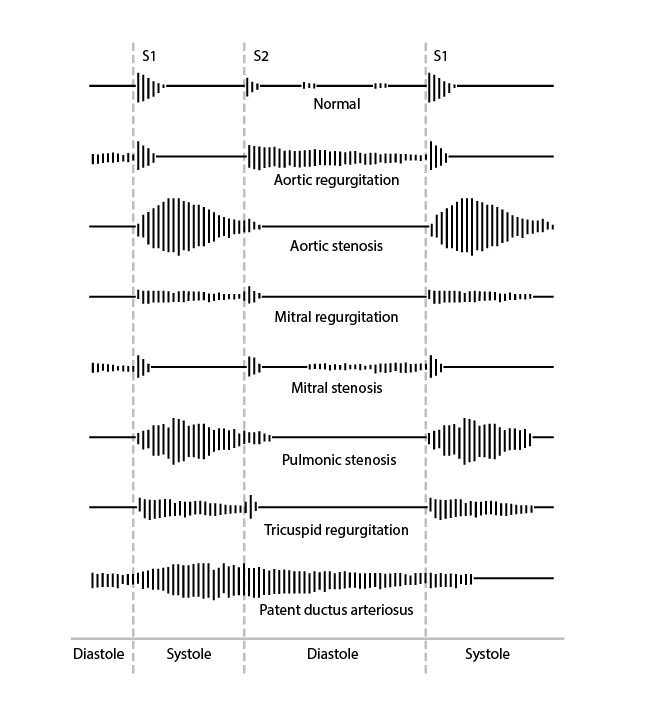 S1 S2 S1
Normal
Aortic regurgitation
Aortic stenosis
Mitral regurgitation
Mitral stenosis
Pulmonic stenosis
Tricuspid regurgitation
Patent ductus arteriosus
Diastole Systole Diastole Systole